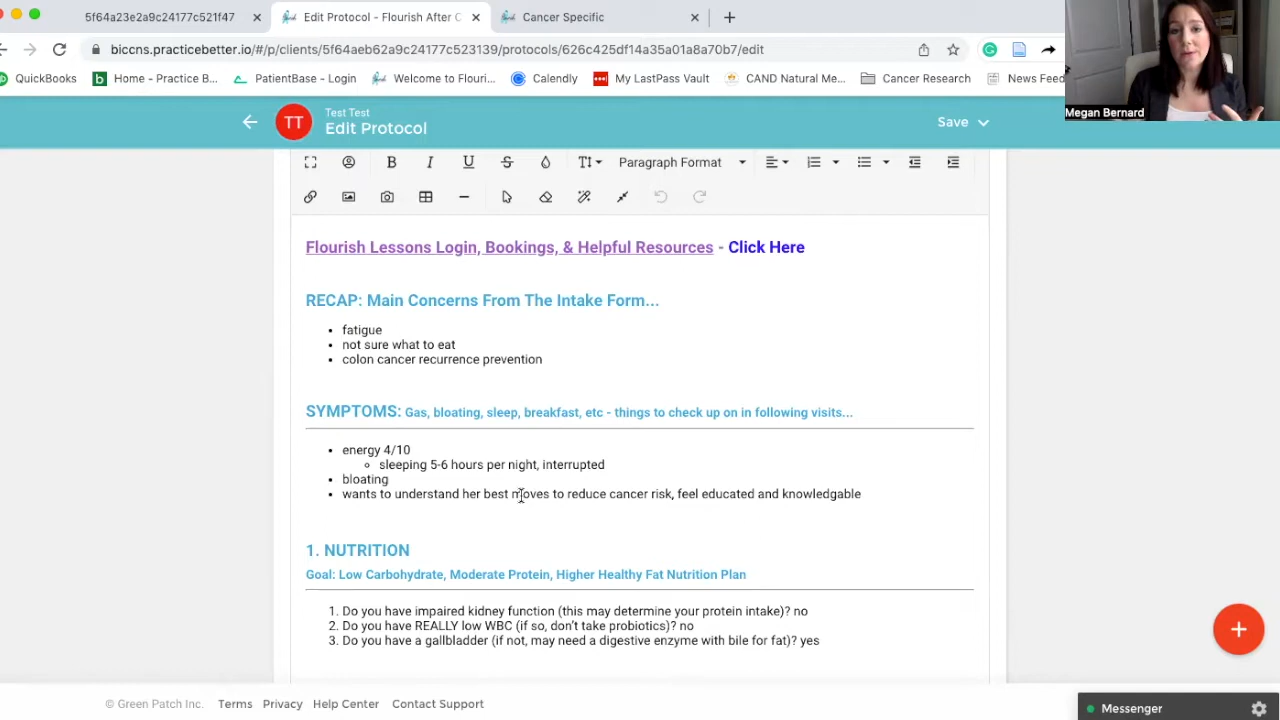 5f64a23e2a9c24177c521f47
Edit Protocol - Flourish After C
Cancer Specific
biccns.practicebetter.io/#/p/clients/5f64aeb62a9c24177c523139/protocols/626c425df14a35a01a8a70b7/edit
QuickBooks
Home - Practice B...
PatientBase - Login
Welcome to Flouri...
Calendly
My LastPass Vault
CAND Natural Me...
Cancer Research
News Feed
Megan Bernard
TT
Test Test
Edit Protocol
Save
Paragraph Format
Flourish Lessons Login, Bookings, & Helpful Resources - Click Here
RECAP: Main Concerns From The Intake Form...
• fatigue
• not sure what to eat
• colon cancer recurrence prevention
SYMPTOMS: Gas, bloating, sleep, breakfast, etc - things to check up on in following visits...
• energy 4/10
○ sleeping 5-6 hours per night, interrupted
• bloating
• wants to understand her best moves to reduce cancer risk, feel educated and knowledgable
1. NUTRITION
Goal: Low Carbohydrate, Moderate Protein, Higher Healthy Fat Nutrition Plan
1. Do you have impaired kidney function (this may determine your protein intake)? no
2. Do you have REALLY low WBC (if so, don't take probiotics)? no
3. Do you have a gallbladder (if not, may need a digestive enzyme with bile for fat)? yes
© Green Patch Inc. Terms Privacy Help Center Contact Support
Messenger